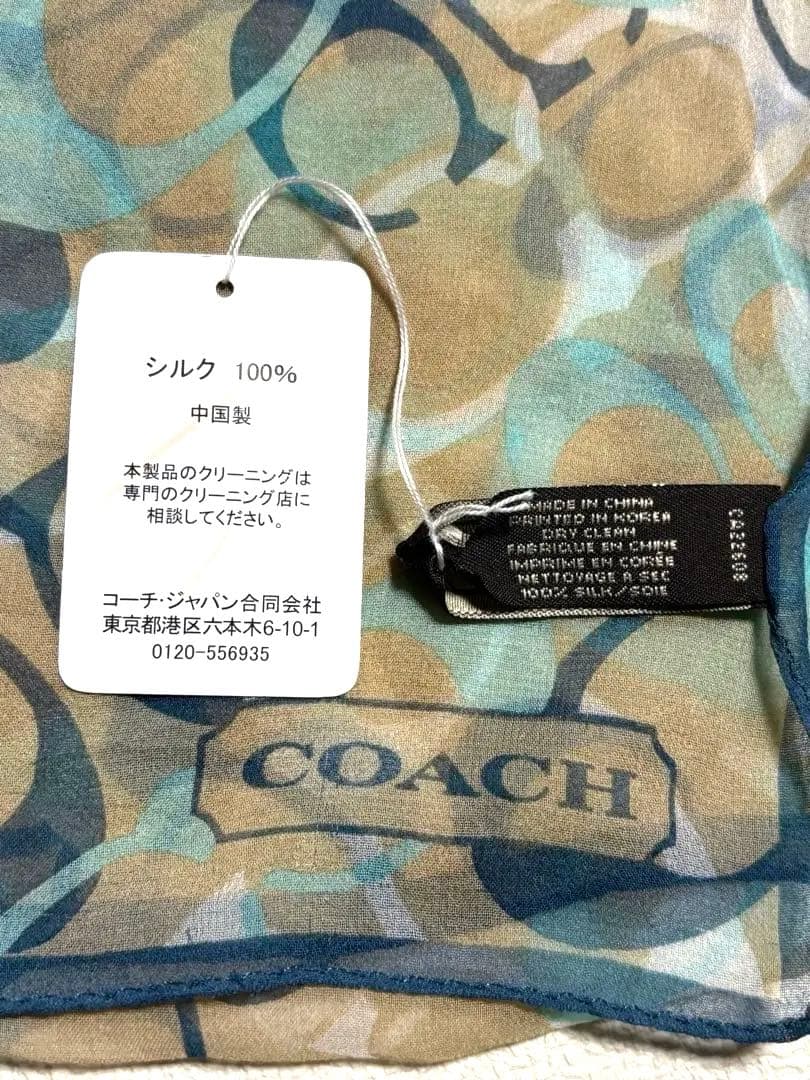 シルク 100%
中国製
本製品のクリーニングは
専門のクリーニング店に
相談してください。
コーチ・ジャパン合同会社
東京都港区六本木6-10-1
0120-556935
MADE IN CHINA
PRINTED IN KOREA
DRY CLEAN
FABRIQUE EN CHINE
IMPRIME EN CORÉE
NETTOYAGE A SEC
100% SILK/SOIE
CA22608
COACH